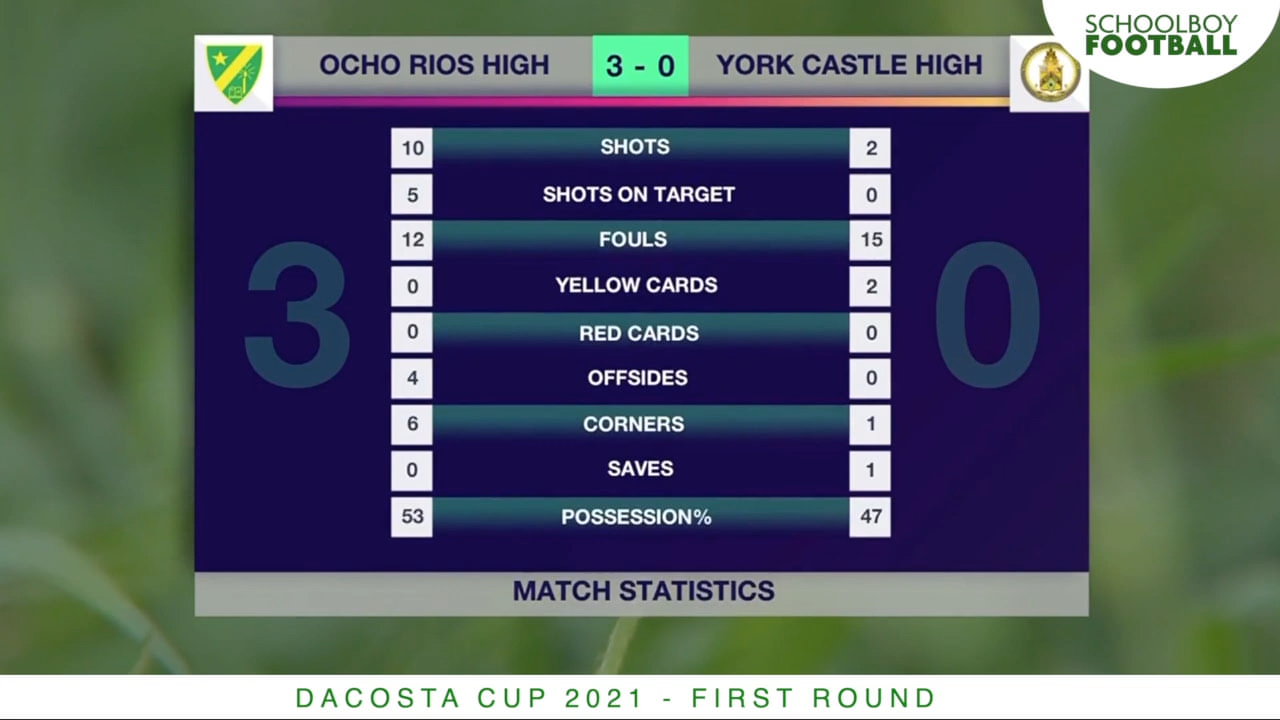 SCHOOLBOY
FOOTBALL
OCHO RIOS HIGH 3 - 0 YORK CASTLE HIGH
10 SHOTS 2
5 SHOTS ON TARGET 0
12 FOULS 15
0 YELLOW CARDS 2
0 RED CARDS 0
4 OFFSIDES 0
6 CORNERS 1
0 SAVES 1
53 POSSESSION% 47
3 0
MATCH STATISTICS
DACOSTA CUP 2021 - FIRST ROUND